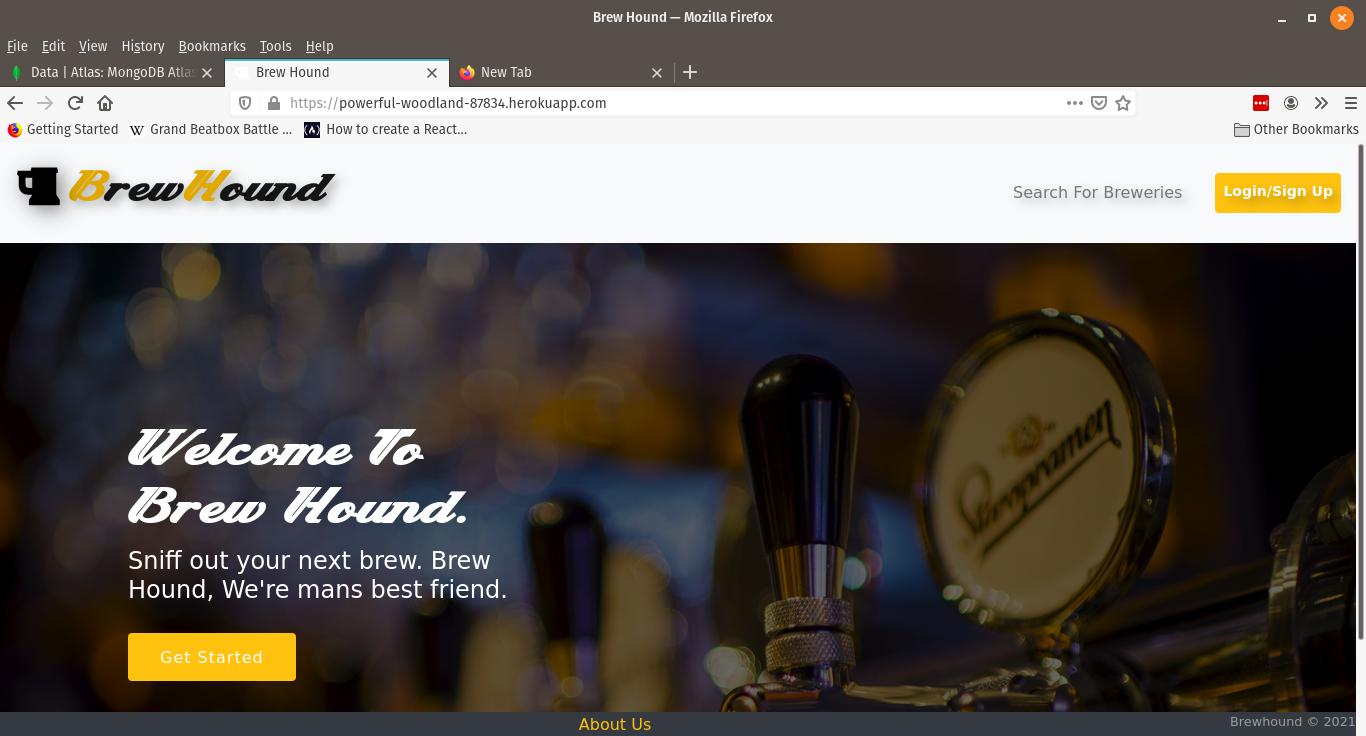 Brew Hound — Mozilla Firefox
File Edit View History Bookmarks Tools Help
Data | Atlas: MongoDB Atlas Brew Hound New Tab
https://powerful-woodland-87834.herokuapp.com
Getting Started Grand Beatbox Battle ... How to create a React... Other Bookmarks
BrewHound Search For Breweries Login/Sign Up
Staropramen
Welcome To
Brew Hound.
Sniff out your next brew. Brew
Hound, We're mans best friend.
Get Started
About Us Brewhound © 2021